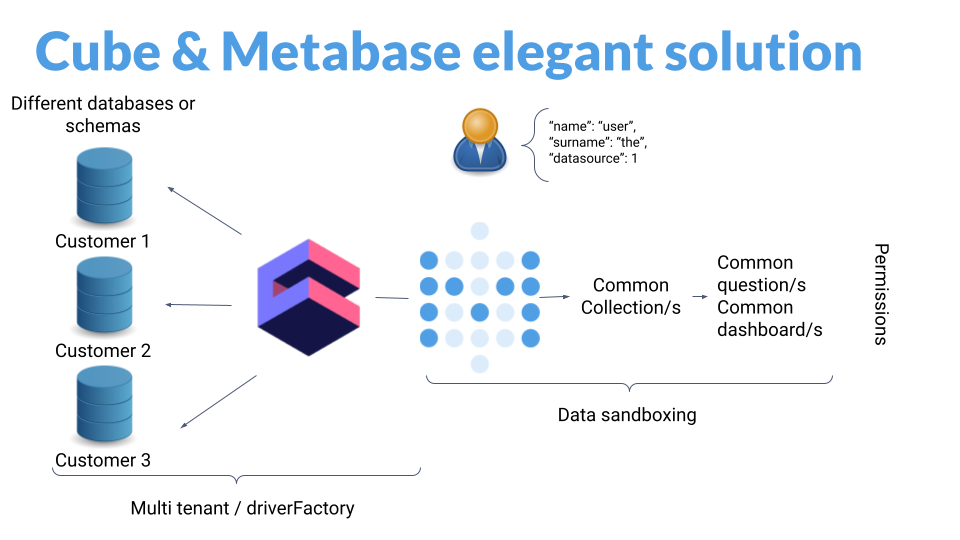 Cube & Metabase elegant solution
Different databases or
schemas
“name”: “user”,
“surname”: “the”,
“datasource”: 1
Customer 1
Customer 2
Customer 3
Common
Collection/s
Common
question/s
Common
dashboard/s
Permissions
Data sandboxing
Multi tenant / driverFactory